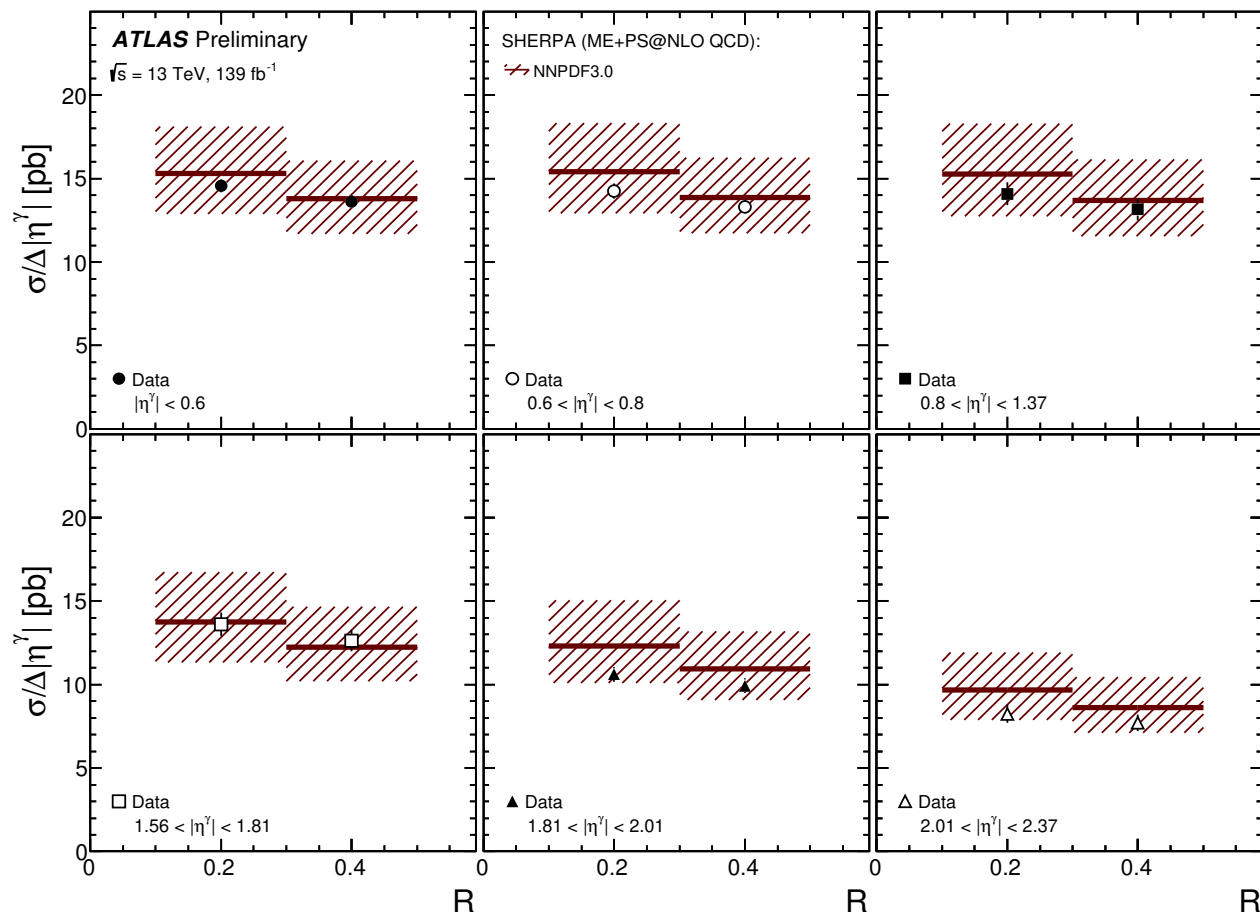 ATLAS Preliminary
√s = 13 TeV, 139 fb⁻¹
SHERPA (ME+PS@NLO QCD):
NNPDF3.0
σ/Δ|η^γ| [pb]
20
15
10
5
0
Data
|η^γ| < 0.6
Data
0.6 < |η^γ| < 0.8
Data
0.8 < |η^γ| < 1.37
σ/Δ|η^γ| [pb]
20
15
10
5
0
Data
1.56 < |η^γ| < 1.81
Data
1.81 < |η^γ| < 2.01
Data
2.01 < |η^γ| < 2.37
0 0.2 0.4 0 0.2 0.4 0 0.2 0.4
R R R